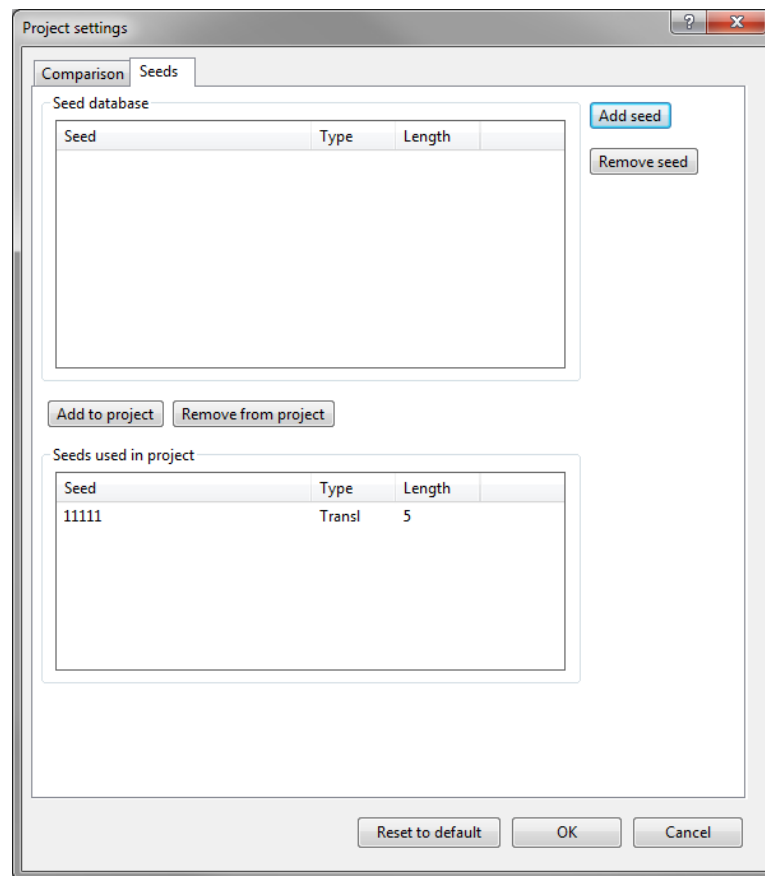 Project settings
Comparison Seeds
Seed database
Add seed
Seed Type Length
Remove seed
Add to project Remove from project
Seeds used in project
Seed Type Length
11111 Transl 5
Reset to default OK Cancel